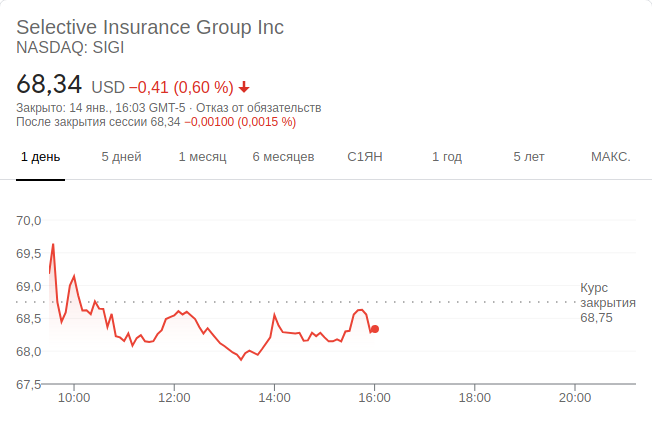 Selective Insurance Group Inc
NASDAQ: SIGI
68,34 USD −0,41 (0,60 %)
Закрыто: 14 янв., 16:03 GMT-5 · Отказ от обязательств
После закрытия сессии 68,34 −0,00100 (0,0015 %)
1 день 5 дней 1 месяц 6 месяцев С1ЯН 1 год 5 лет МАКС.
70,0
69,5
69,0
Курс
закрытия
68,75
68,5
68,0
67,5
10:00 12:00 14:00 16:00 18:00 20:00